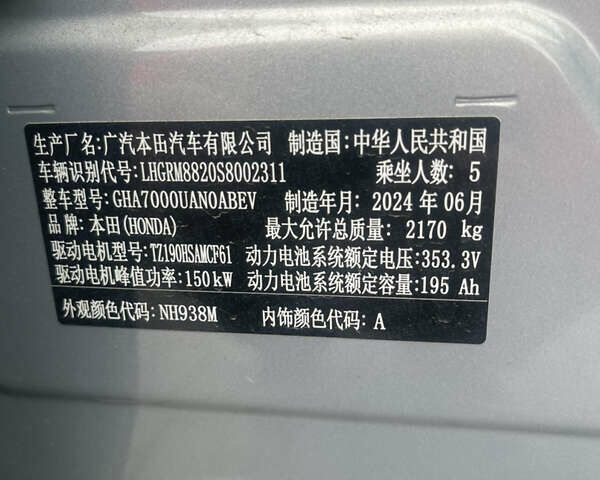 生产厂名:广汽本田汽车有限公司 制造国:中华人民共和国
车辆识别代号:LHGRM8820S8002311 乘坐人数: 5
整车型号:GHA7000UAN0ABEV 制造年月: 2024 年 06月
品 牌:本田(HONDA) 最大允许总质量: 2170 kg
驱动电机型号:TZ190HSAMCF61 动力电池系统额定电压:353.3V
驱动电机峰值功率:150kW 动力电池系统额定容量:195 Ah
外观颜色代码: NH938M 内饰颜色代码: A